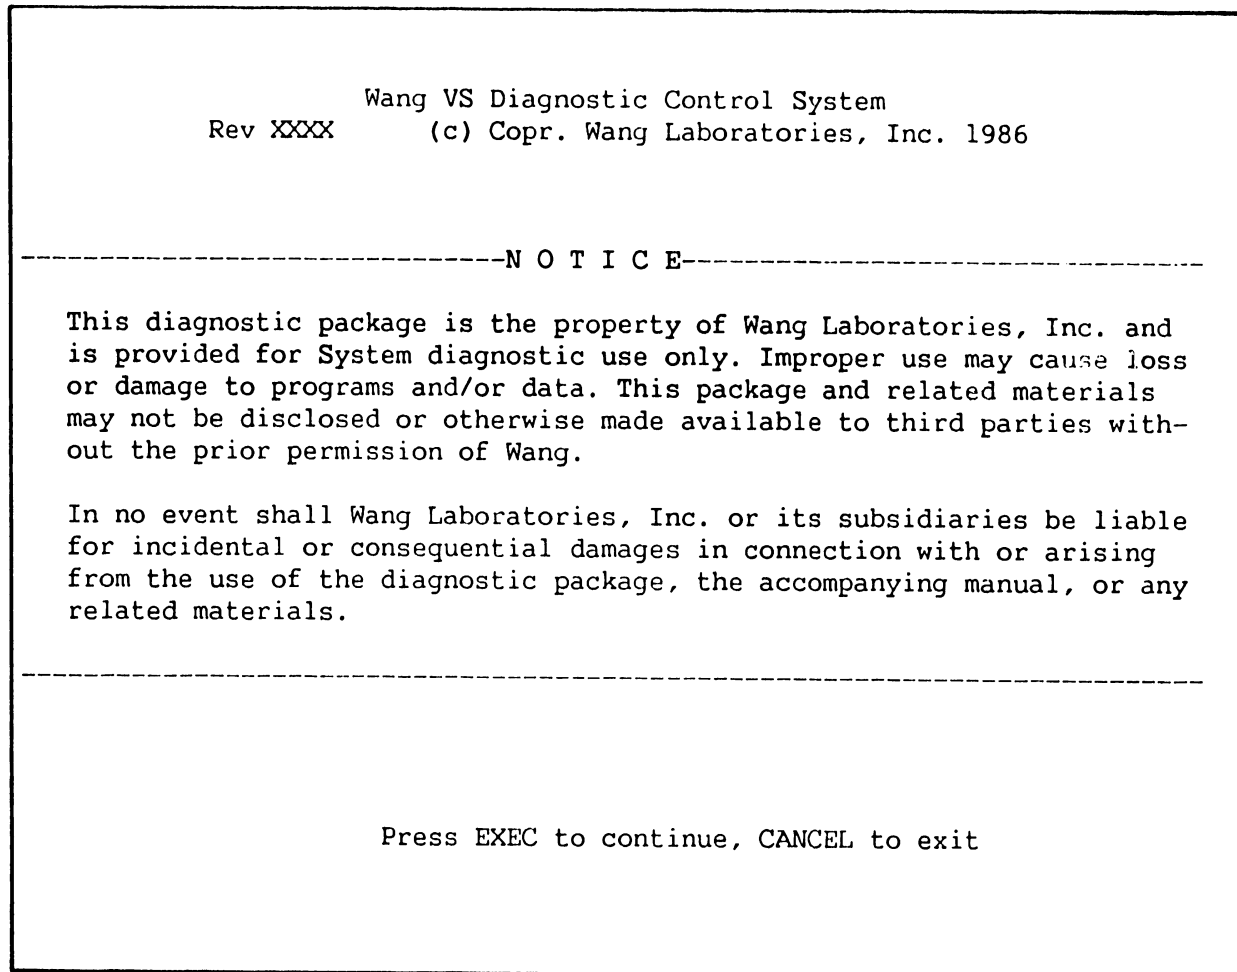 Wang VS Diagnostic Control System
Rev XXXX (c) Copr. Wang Laboratories, Inc. 1986
-------------------------------N O T I C E---------------------------------
This diagnostic package is the property of Wang Laboratories, Inc. and
is provided for System diagnostic use only. Improper use may cause loss
or damage to programs and/or data. This package and related materials
may not be disclosed or otherwise made available to third parties with-
out the prior permission of Wang.
In no event shall Wang Laboratories, Inc. or its subsidiaries be liable
for incidental or consequential damages in connection with or arising
from the use of the diagnostic package, the accompanying manual, or any
related materials.
----------------------------------------------------------------------------
Press EXEC to continue, CANCEL to exit